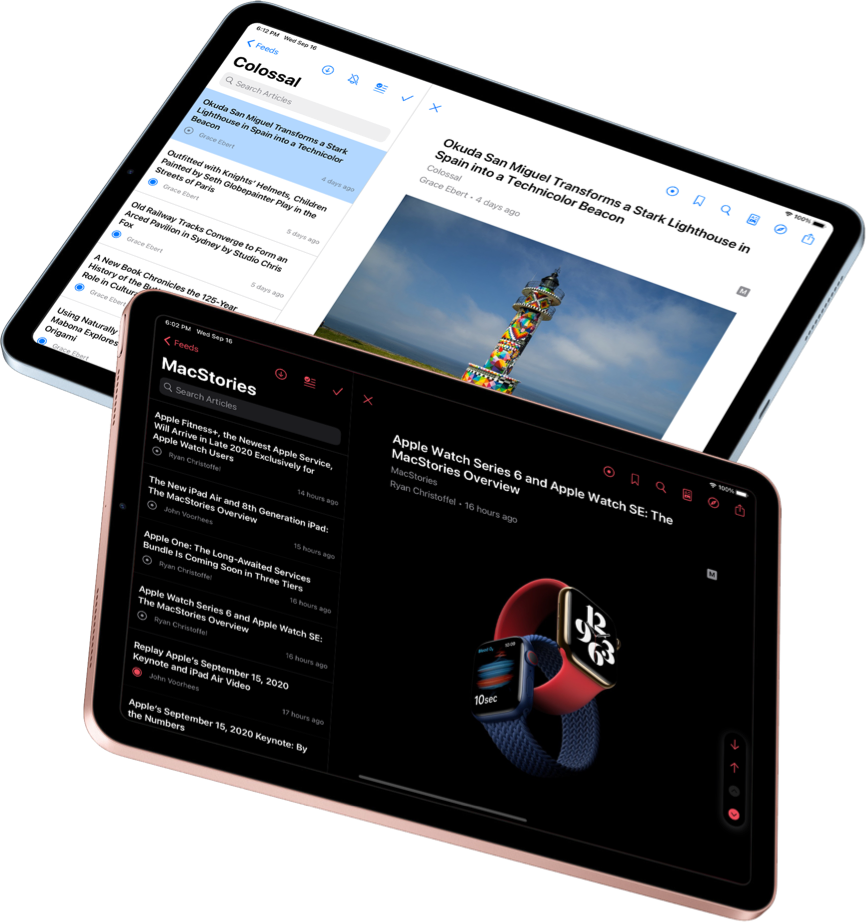 6:12 PM Wed Sep 16
Feeds
Colossal
Search Articles
Okuda San Miguel Transforms a Stark
Lighthouse in Spain into a Technicolor
Beacon
Grace Ebert
4 days ago
Outfitted with Knights' Helmets, Children
Painted by Seth Globepainter Play in the
Streets of Paris
Grace Ebert
5 days ago
Old Railway Tracks Converge to Form an
Arced Pavilion in Sydney by Studio Chris
Fox
Grace Ebert
5 days ago
A New Book Chronicles the 125-Year
History of the
Role in
Grace
Using Naturally
Mabona Explores
Origami
Grace Ebert
100%
Okuda San Miguel Transforms a Stark Lighthouse in
Spain into a Technicolor Beacon
Colossal
Grace Ebert • 4 days ago
M
6:02 PM Wed Sep 16
Feeds
MacStories
Search Articles
Apple Fitness+, the Newest Apple Service,
Will Arrive in Late 2020 Exclusively for
Apple Watch Users
Ryan Christoffel
14 hours ago
The New iPad Air and 8th Generation iPad:
The MacStories Overview
John Voorhees
15 hours ago
Apple One: The Long-Awaited Services
Bundle Is Coming Soon in Three Tiers
Ryan Christoffel
16 hours ago
Apple Watch Series 6 and Apple Watch SE:
The MacStories Overview
Ryan Christoffel
16 hours ago
Replay Apple's September 15, 2020
Keynote and iPad Air Video
John Voorhees
17 hours ago
Apple's September 15, 2020 Keynote: By
the Numbers
100%
Apple Watch Series 6 and Apple Watch SE: The
MacStories Overview
MacStories
Ryan Christoffel • 16 hours ago
M
12
9 3
6
10:09
10sec